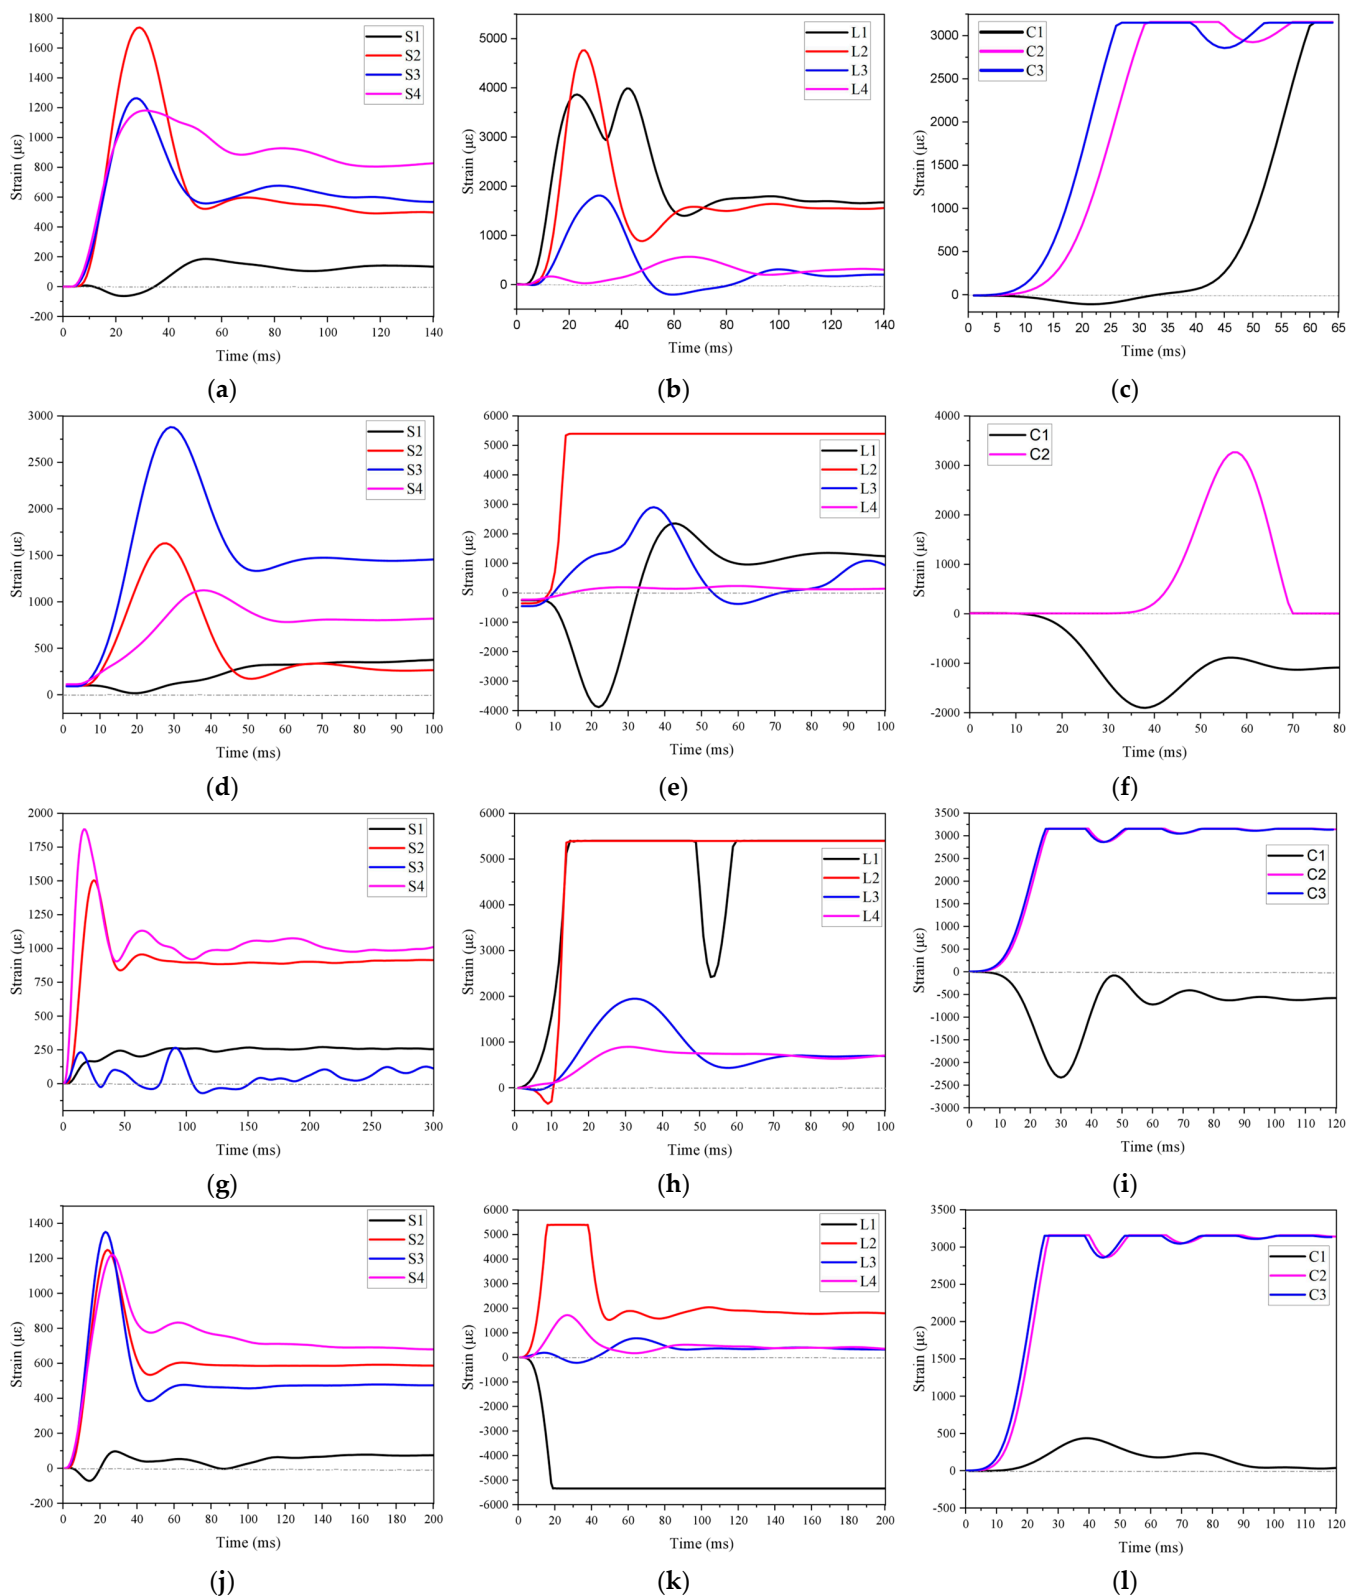 1800
1600
1400
1200
1000
800
600
400
200
0
-200
Strain (με)
0 20 40 60 80 100 120 140
Time (ms)
S1
S2
S3
S4
(a)
5000
4000
3000
2000
1000
0
Strain (με)
0 20 40 60 80 100 120 140
Time (ms)
L1
L2
L3
L4
(b)
3000
2500
2000
1500
1000
500
0
Strain (με)
0 5 10 15 20 25 30 35 40 45 50 55 60 65
Time (ms)
C1
C2
C3
(c)
3000
2500
2000
1500
1000
500
0
Strain (με)
0 10 20 30 40 50 60 70 80 90 100
Time (ms)
S1
S2
S3
S4
(d)
6000
5000
4000
3000
2000
1000
0
-1000
-2000
-3000
-4000
Strain (με)
0 10 20 30 40 50 60 70 80 90 100
Time (ms)
L1
L2
L3
L4
(e)
4000
3000
2000
1000
0
-1000
-2000
Strain (με)
0 10 20 30 40 50 60 70 80
Time (ms)
C1
C2
(f)
2000
1750
1500
1250
1000
750
500
250
0
Strain (με)
0 50 100 150 200 250 300
Time (ms)
S1
S2
S3
S4
(g)
6000
5000
4000
3000
2000
1000
0
Strain (με)
0 20 40 60 80 100
Time (ms)
L1
L2
L3
L4
(h)
3500
3000
2500
2000
1500
1000
500
0
-500
-1000
-1500
-2000
-2500
-3000
Strain (με)
0 10 20 30 40 50 60 70 80 90 100 110 120
Time (ms)
C1
C2
C3
(i)
1400
1200
1000
800
600
400
200
0
-200
Strain (με)
0 20 40 60 80 100 120 140 160 180 200
Time (ms)
S1
S2
S3
S4
(j)
6000
5000
4000
3000
2000
1000
0
-1000
-2000
-3000
-4000
-5000
-6000
Strain (με)
0 20 40 60 80 100 120 140 160 180 200
Time (ms)
L1
L2
L3
L4
(k)
3500
3000
2500
2000
1500
1000
500
0
-500
Strain (με)
0 10 20 30 40 50 60 70 80 90 100 110 120
Time (ms)
C1
C2
C3
(l)